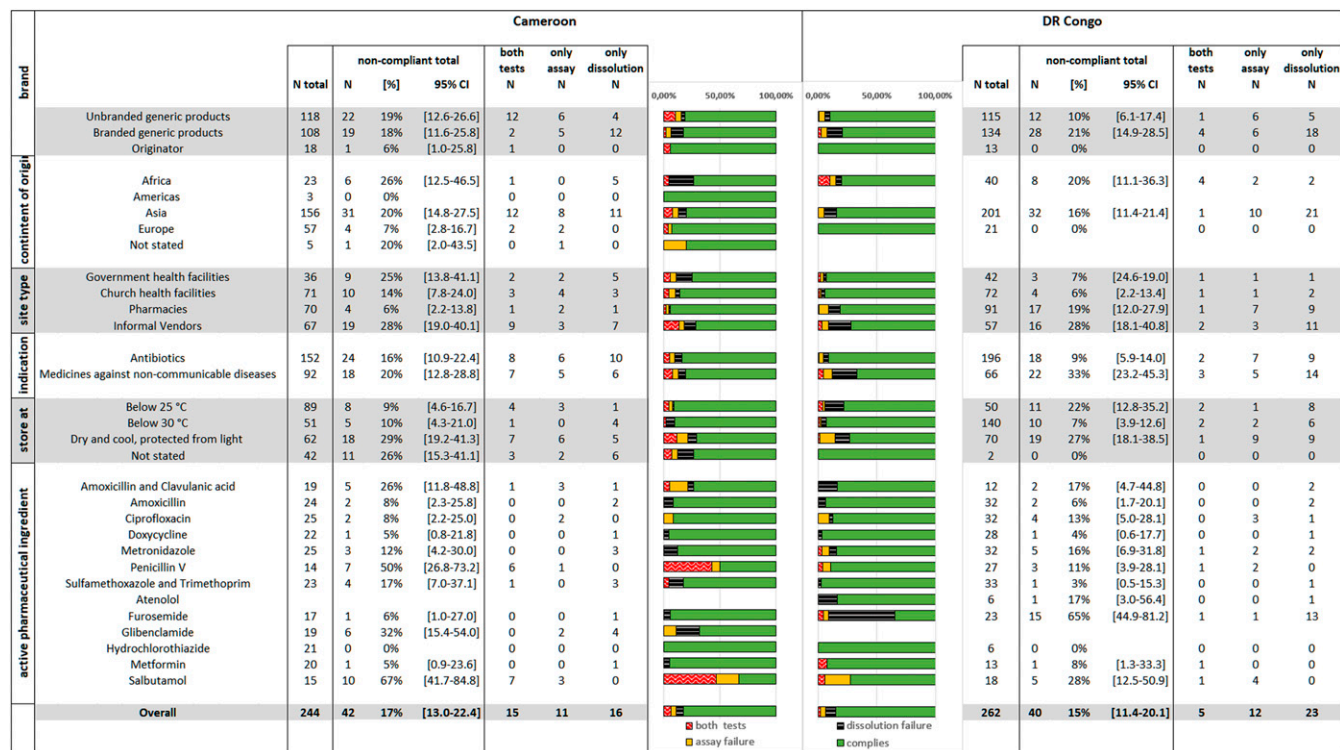 Cameroon DR Congo
brand non-compliant total both tests only assay only dissolution non-compliant total both tests only assay only dissolution
N total N [%] 95% CI N N N N total N [%] 95% CI N N N
0,00% 50,00% 100,00% 0,00% 50,00% 100,00%
Unbranded generic products 118 22 19% [12.6-26.6] 12 6 4 115 12 10% [6.1-17.4] 1 6 5
Branded generic products 108 19 18% [11.6-25.8] 2 5 12 134 28 21% [14.9-28.5] 4 6 18
Originator 18 1 6% [1.0-25.8] 1 0 0 13 0 0% 0 0 0
contintent of origi
Africa 23 6 26% [12.5-46.5] 1 0 5 40 8 20% [11.1-36.3] 4 2 2
Americas 3 0 0% 0 0 0
Asia 156 31 20% [14.8-27.5] 12 8 11 201 32 16% [11.4-21.4] 1 10 21
Europe 57 4 7% [2.8-16.7] 2 2 0 21 0 0% 0 0 0
Not stated 5 1 20% [2.0-43.5] 0 1 0
site type
Government health facilities 36 9 25% [13.8-41.1] 2 2 5 42 3 7% [24.6-19.0] 1 1 1
Church health facilities 71 10 14% [7.8-24.0] 3 4 3 72 4 6% [2.2-13.4] 1 1 2
Pharmacies 70 4 6% [2.2-13.8] 1 2 1 91 17 19% [12.0-27.9] 1 7 9
Informal Vendors 67 19 28% [19.0-40.1] 9 3 7 57 16 28% [18.1-40.8] 2 3 11
indication
Antibiotics 152 24 16% [10.9-22.4] 8 6 10 196 18 9% [5.9-14.0] 2 7 9
Medicines against non-communicable diseases 92 18 20% [12.8-28.8] 7 5 6 66 22 33% [23.2-45.3] 3 5 14
store at
Below 25 °C 89 8 9% [4.6-16.7] 4 3 1 50 11 22% [12.8-35.2] 2 1 8
Below 30 °C 51 5 10% [4.3-21.0] 1 0 4 140 10 7% [3.9-12.6] 2 2 6
Dry and cool, protected from light 62 18 29% [19.2-41.3] 7 6 5 70 19 27% [18.1-38.5] 1 9 9
Not stated 42 11 26% [15.3-41.1] 3 2 6 2 0 0% 0 0 0
active pharmaceutical ingredient
Amoxicillin and Clavulanic acid 19 5 26% [11.8-48.8] 1 3 1 12 2 17% [4.7-44.8] 0 0 2
Amoxicillin 24 2 8% [2.3-25.8] 0 0 2 32 2 6% [1.7-20.1] 0 0 2
Ciprofloxacin 25 2 8% [2.2-25.0] 0 2 0 32 4 13% [5.0-28.1] 0 3 1
Doxycycline 22 1 5% [0.8-21.8] 0 0 1 28 1 4% [0.6-17.7] 0 0 1
Metronidazole 25 3 12% [4.2-30.0] 0 0 3 32 5 16% [6.9-31.8] 1 2 2
Penicillin V 14 7 50% [26.8-73.2] 6 1 0 27 3 11% [3.9-28.1] 1 2 0
Sulfamethoxazole and Trimethoprim 23 4 17% [7.0-37.1] 1 0 3 33 1 3% [0.5-15.3] 0 0 1
Atenolol 6 1 17% [3.0-56.4] 0 0 1
Furosemide 17 1 6% [1.0-27.0] 0 0 1 23 15 65% [44.9-81.2] 1 1 13
Glibenclamide 19 6 32% [15.4-54.0] 0 2 4
Hydrochlorothiazide 21 0 0% 0 0 0 6 0 0% 0 0 0
Metformin 20 1 5% [0.9-23.6] 0 0 1 13 1 8% [1.3-33.3] 1 0 0
Salbutamol 15 10 67% [41.7-84.8] 7 3 0 18 5 28% [12.5-50.9] 1 4 0
Overall 244 42 17% [13.0-22.4] 15 11 16 262 40 15% [11.4-20.1] 5 12 23
both tests dissolution failure
assay failure complies